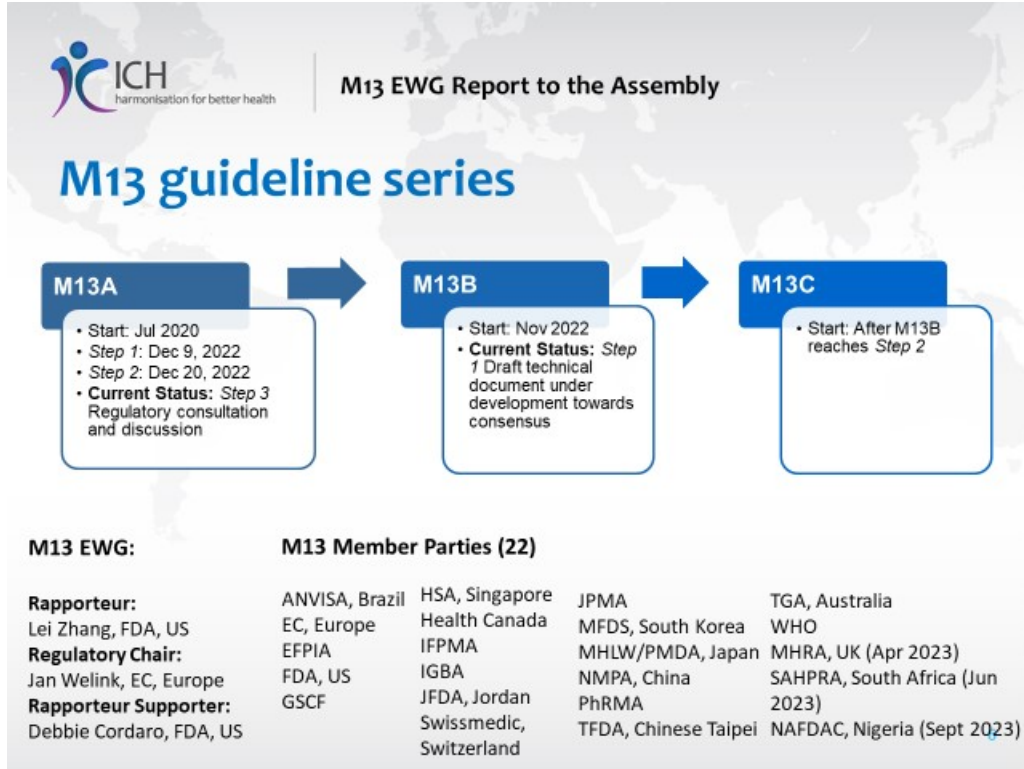 ICH
harmonisation for better health
M13 EWG Report to the Assembly
M13 guideline series
M13A
• Start: Jul 2020
• Step 1: Dec 9, 2022
• Step 2: Dec 20, 2022
• Current Status: Step 3
Regulatory consultation
and discussion
M13B
• Start: Nov 2022
• Current Status: Step
1 Draft technical
document under
development towards
consensus
M13C
• Start: After M13B
reaches Step 2
M13 EWG:
Rapporteur:
Lei Zhang, FDA, US
Regulatory Chair:
Jan Welink, EC, Europe
Rapporteur Supporter:
Debbie Cordaro, FDA, US
M13 Member Parties (22)
ANVISA, Brazil
EC, Europe
EFPIA
FDA, US
GSCF
HSA, Singapore
Health Canada
IFPMA
IGBA
JFDA, Jordan
Swissmedic,
Switzerland
JPMA
MFDS, South Korea
MHLW/PMDA, Japan
NMPA, China
PhRMA
TFDA, Chinese Taipei
TGA, Australia
WHO
MHRA, UK (Apr 2023)
SAHPRA, South Africa (Jun
2023)
NAFDAC, Nigeria (Sept 2023)